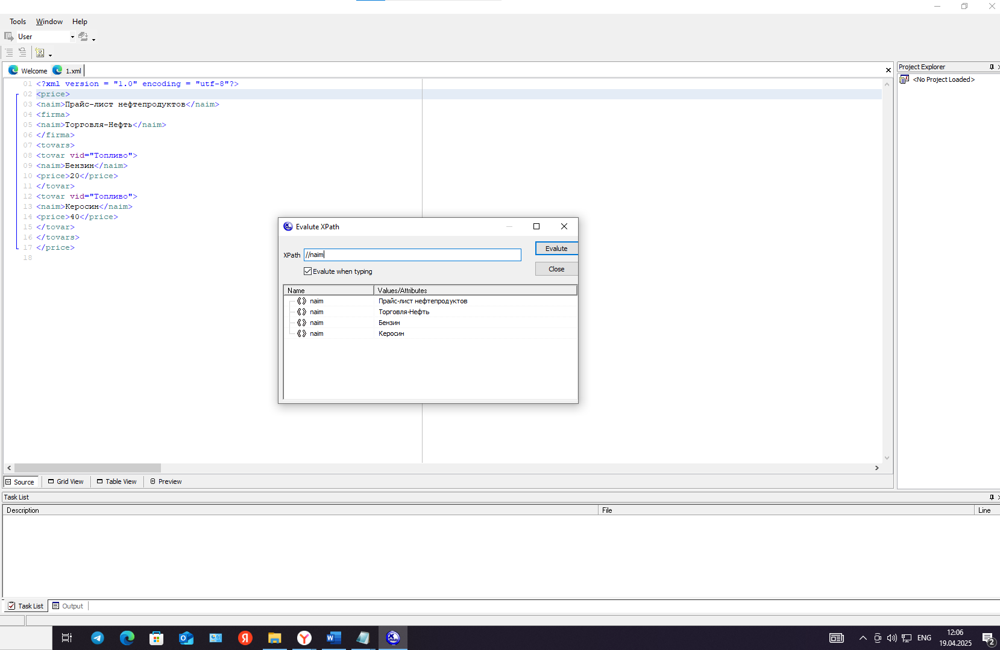 Tools Window Help
User
Welcome 1.xml
Project Explorer
<No Project Loaded>
01 <?xml version = "1.0" encoding = "utf-8"?>
02 <price>
03 <naim>Прайс-лист нефтепродуктов</naim>
04 <firma>
05 <naim>Торговля-Нефть</naim>
06 </firma>
07 <tovars>
08 <tovar vid="Топливо">
09 <naim>Бензин</naim>
10 <price>20</price>
11 </tovar>
12 <tovar vid="Топливо">
13 <naim>Керосин</naim>
14 <price>40</price>
15 </tovar>
16 </tovars>
17 </price>
18
Evalute XPath
XPath //naim
Evalute
Evalute when typing
Close
Name Values/Attributes
naim Прайс-лист нефтепродуктов
naim Торговля-Нефть
naim Бензин
naim Керосин
Source Grid View Table View Preview
Task List
Description File Line
Task List Output
ENG 12:06
19.04.2025
2